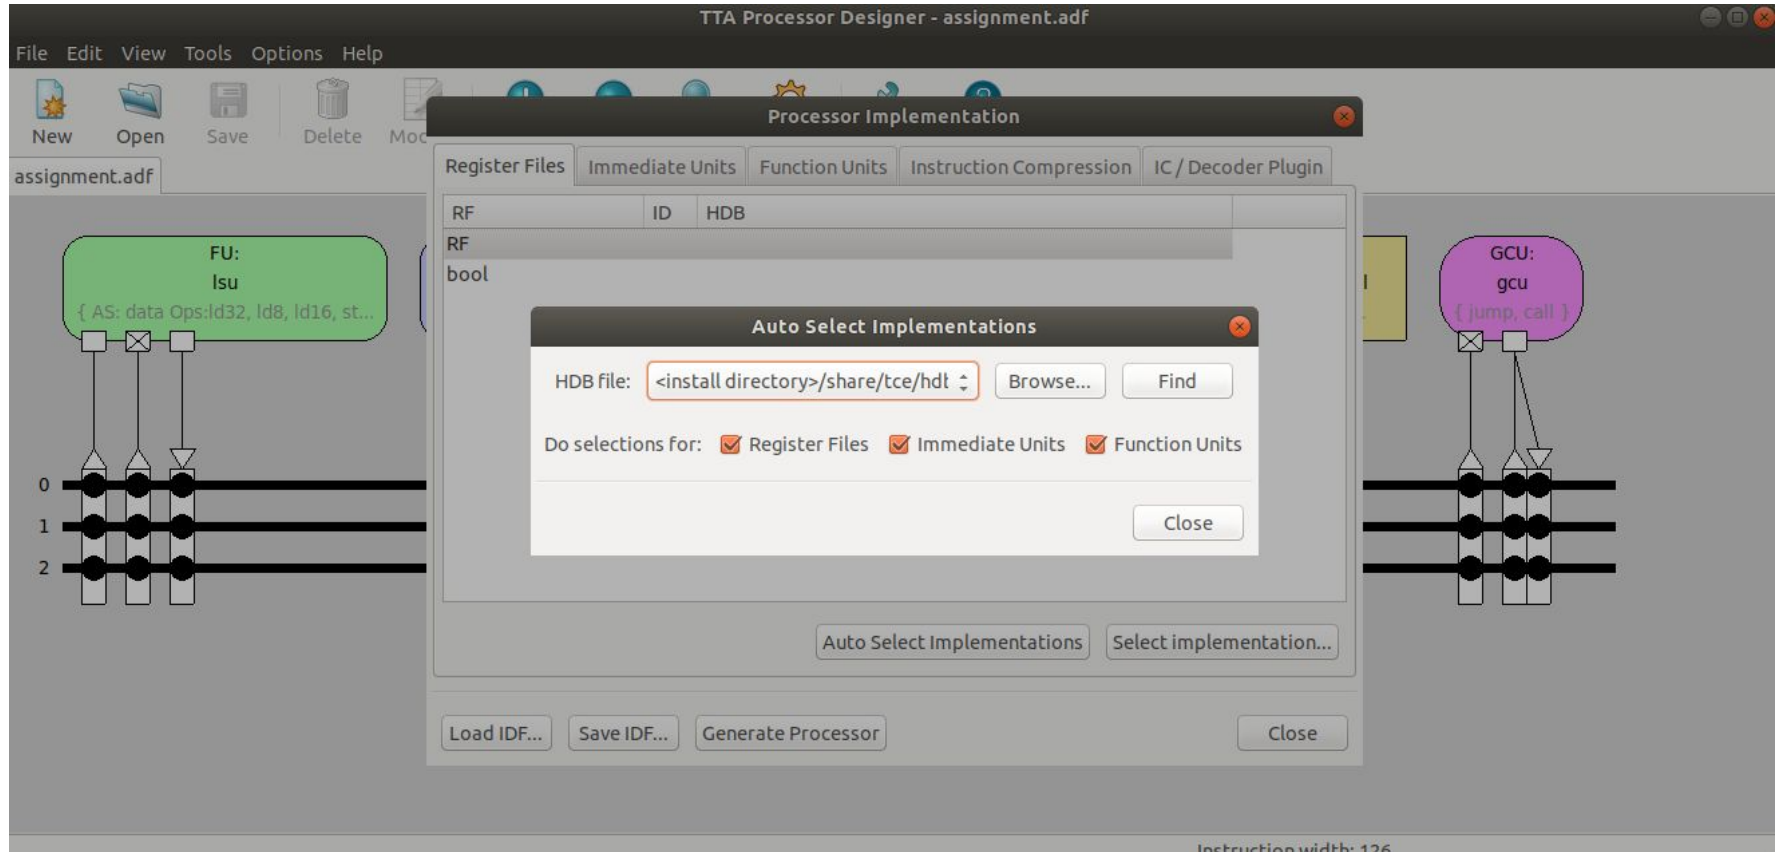 TTA Processor Designer - assignment.adf
File Edit View Tools Options Help
New Open Save Delete
Processor Implementation
assignment.adf
Register Files Immediate Units Function Units Instruction Compression IC / Decoder Plugin
RF ID HDB
RF
bool
FU:
lsu
{ AS: data Ops:ld32, ld8, ld16, st...
GCU:
gcu
{ jump, call }
Auto Select Implementations
HDB file: <install directory>/share/tce/hdb Browse... Find
Do selections for: Register Files Immediate Units Function Units
Close
0
1
2
Auto Select Implementations Select implementation...
Load IDF... Save IDF... Generate Processor Close
Instruction width: 126